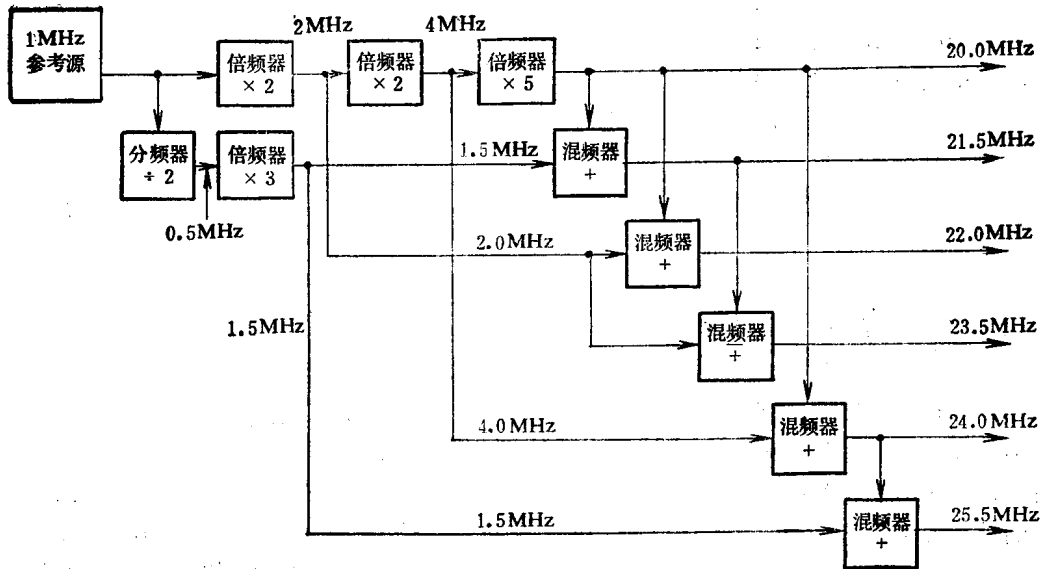 2MHz
4MHz
1MHz
参考源
倍频器
× 2
倍频器
× 2
倍频器
× 5
20.0MHz
分频器
÷ 2
倍频器
× 3
1.5MHz
混频器
+
21.5MHz
0.5MHz
2.0MHz
混频器
+
22.0MHz
1.5MHz
混频器
+
23.5MHz
4.0MHz
混频器
+
24.0MHz
1.5MHz
混频器
+
25.5MHz